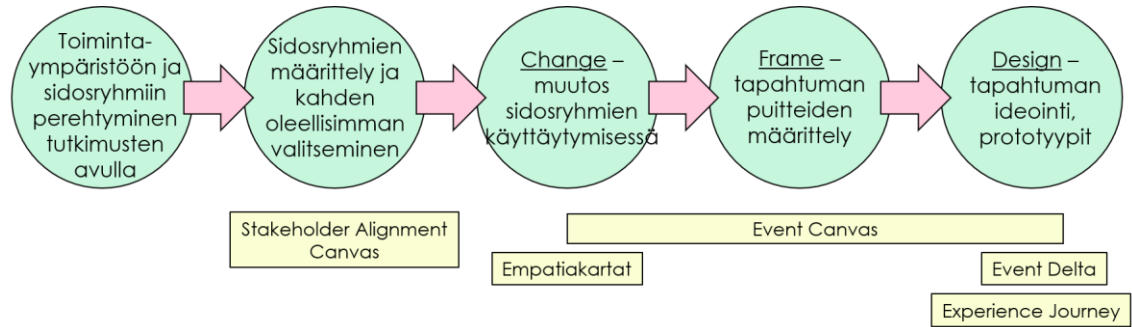 Toiminta-
ympäristöön ja
sidosryhmiin
perehtyminen
tutkimusten
avulla
Sidosryhmien
määrittely ja
kahden
oleellisimman
valitseminen
Change –
muutos
sidosryhmien
käyttäytymisessä
Frame –
tapahtuman
puitteiden
määrittely
Design –
tapahtuman
ideointi,
prototyypit
Stakeholder Alignment
Canvas
Event Canvas
Empatiakartat
Event Delta
Experience Journey